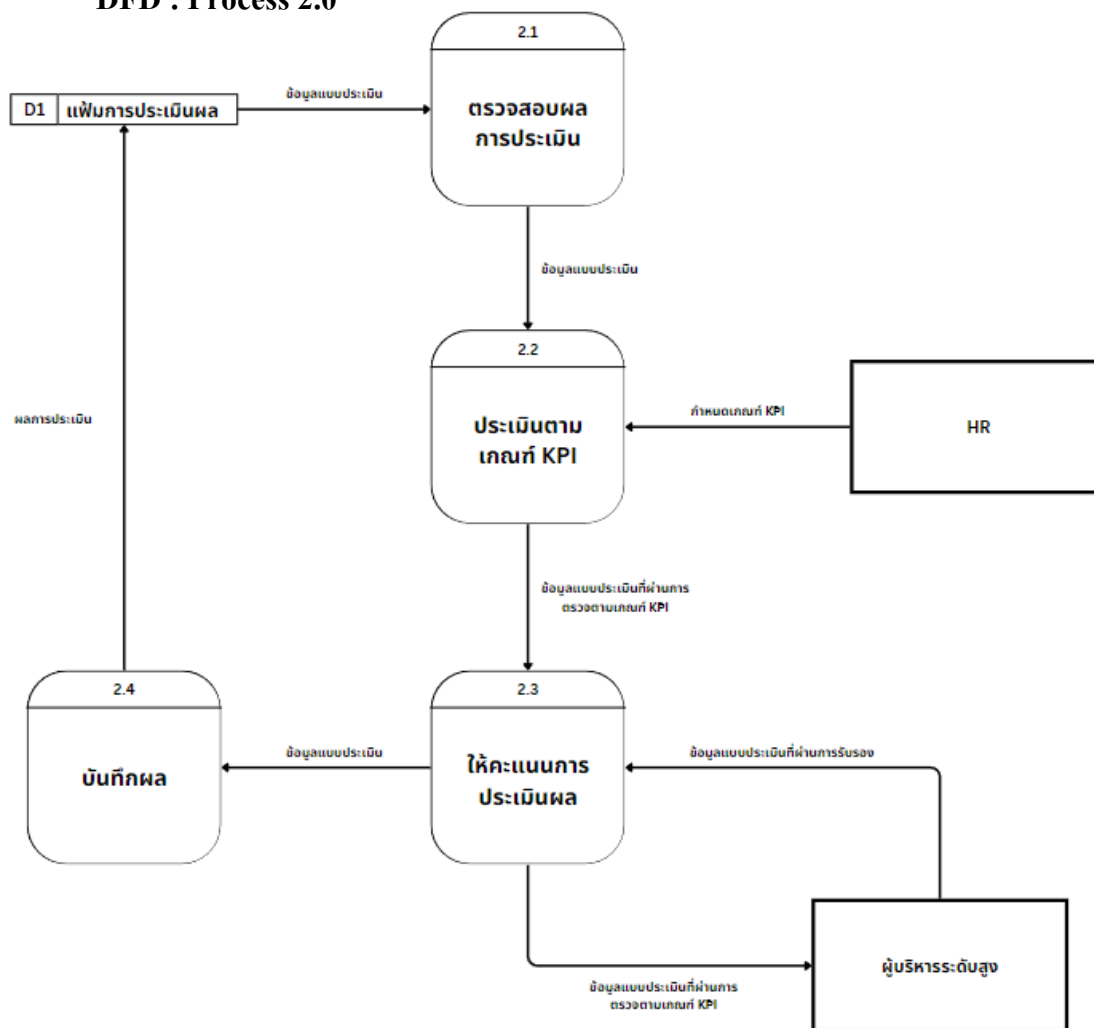 DFD : Process 2.0
2.1
ข้อมูลแบบประเมิน
D1 แฟ้มการประเมินผล
ตรวจสอบผล
การประเมิน
ข้อมูลแบบประเมิน
2.2
กำหนดเกณฑ์ KPI
ผลการประเมิน
ประเมินตาม
เกณฑ์ KPI
HR
ข้อมูลแบบประเมินที่ผ่านการ
ตรวจตามเกณฑ์ KPI
2.4
2.3
ข้อมูลแบบประเมิน
ข้อมูลแบบประเมินที่ผ่านการรับรอง
บันทึกผล
ให้คะแนนการ
ประเมินผล
ผู้บริหารระดับสูง
ข้อมูลแบบประเมินที่ผ่านการ
ตรวจตามเกณฑ์ KPI